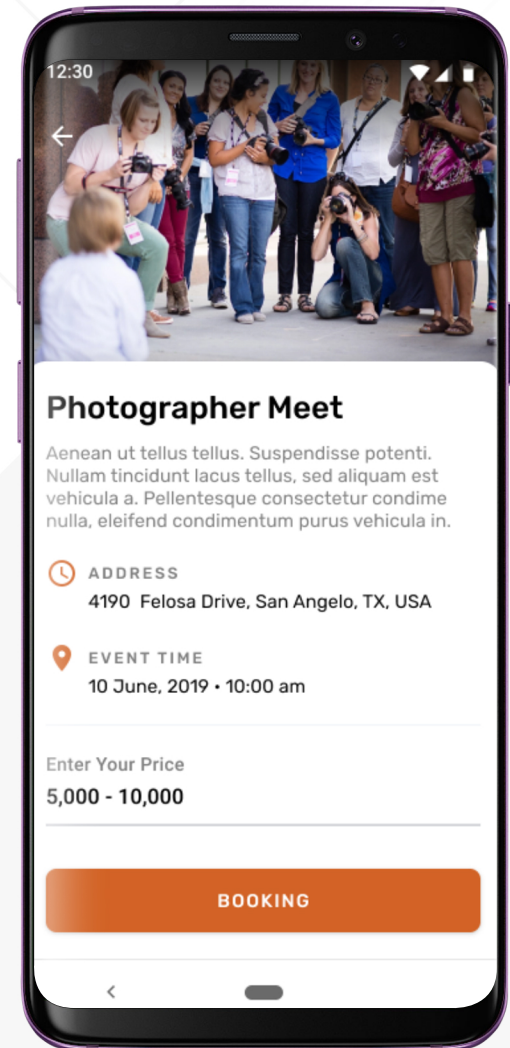 12:30
Photographer Meet
Aenean ut tellus tellus. Suspendisse potenti.
Nullam tincidunt lacus tellus, sed aliquam est
vehicula a. Pellentesque consectetur condime
nulla, eleifend condimentum purus vehicula in.
ADDRESS
4190 Felosa Drive, San Angelo, TX, USA
EVENT TIME
10 June, 2019 • 10:00 am
Enter Your Price
5,000 - 10,000
BOOKING